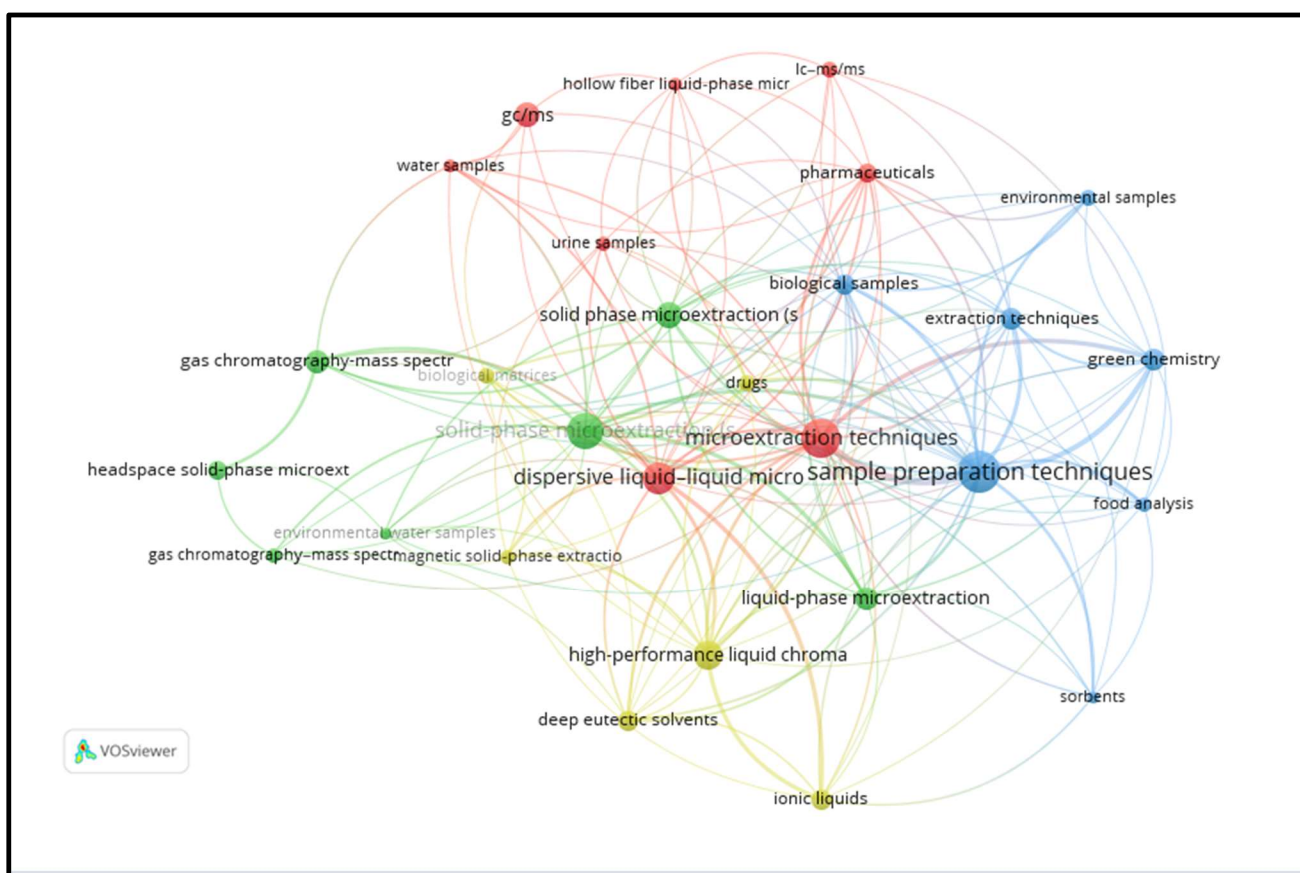 lc–ms/ms
hollow fiber liquid-phase micr
gc/ms
water samples
pharmaceuticals
environmental samples
urine samples
biological samples
solid phase microextraction (s
extraction techniques
gas chromatography-mass spectr
green chemistry
biological matrices
drugs
solid-phase microextraction (s
microextraction techniques
dispersive liquid–liquid micro
sample preparation techniques
headspace solid-phase microext
food analysis
environmental water samples
gas chromatography–mass spectr
magnetic solid-phase extractio
liquid-phase microextraction
high-performance liquid chroma
sorbents
deep eutectic solvents
VOSviewer
ionic liquids